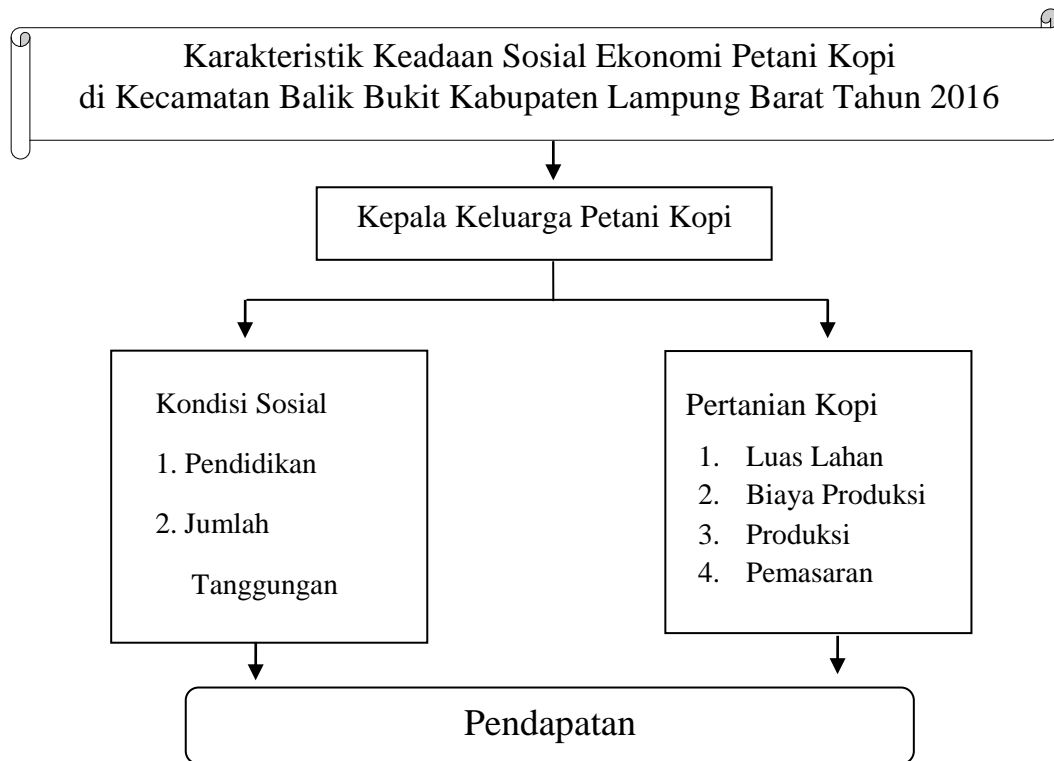 Karakteristik Keadaan Sosial Ekonomi Petani Kopi
di Kecamatan Balik Bukit Kabupaten Lampung Barat Tahun 2016
Kepala Keluarga Petani Kopi
Kondisi Sosial
1. Pendidikan
2. Jumlah
Tanggungan
Pertanian Kopi
1. Luas Lahan
2. Biaya Produksi
3. Produksi
4. Pemasaran
Pendapatan